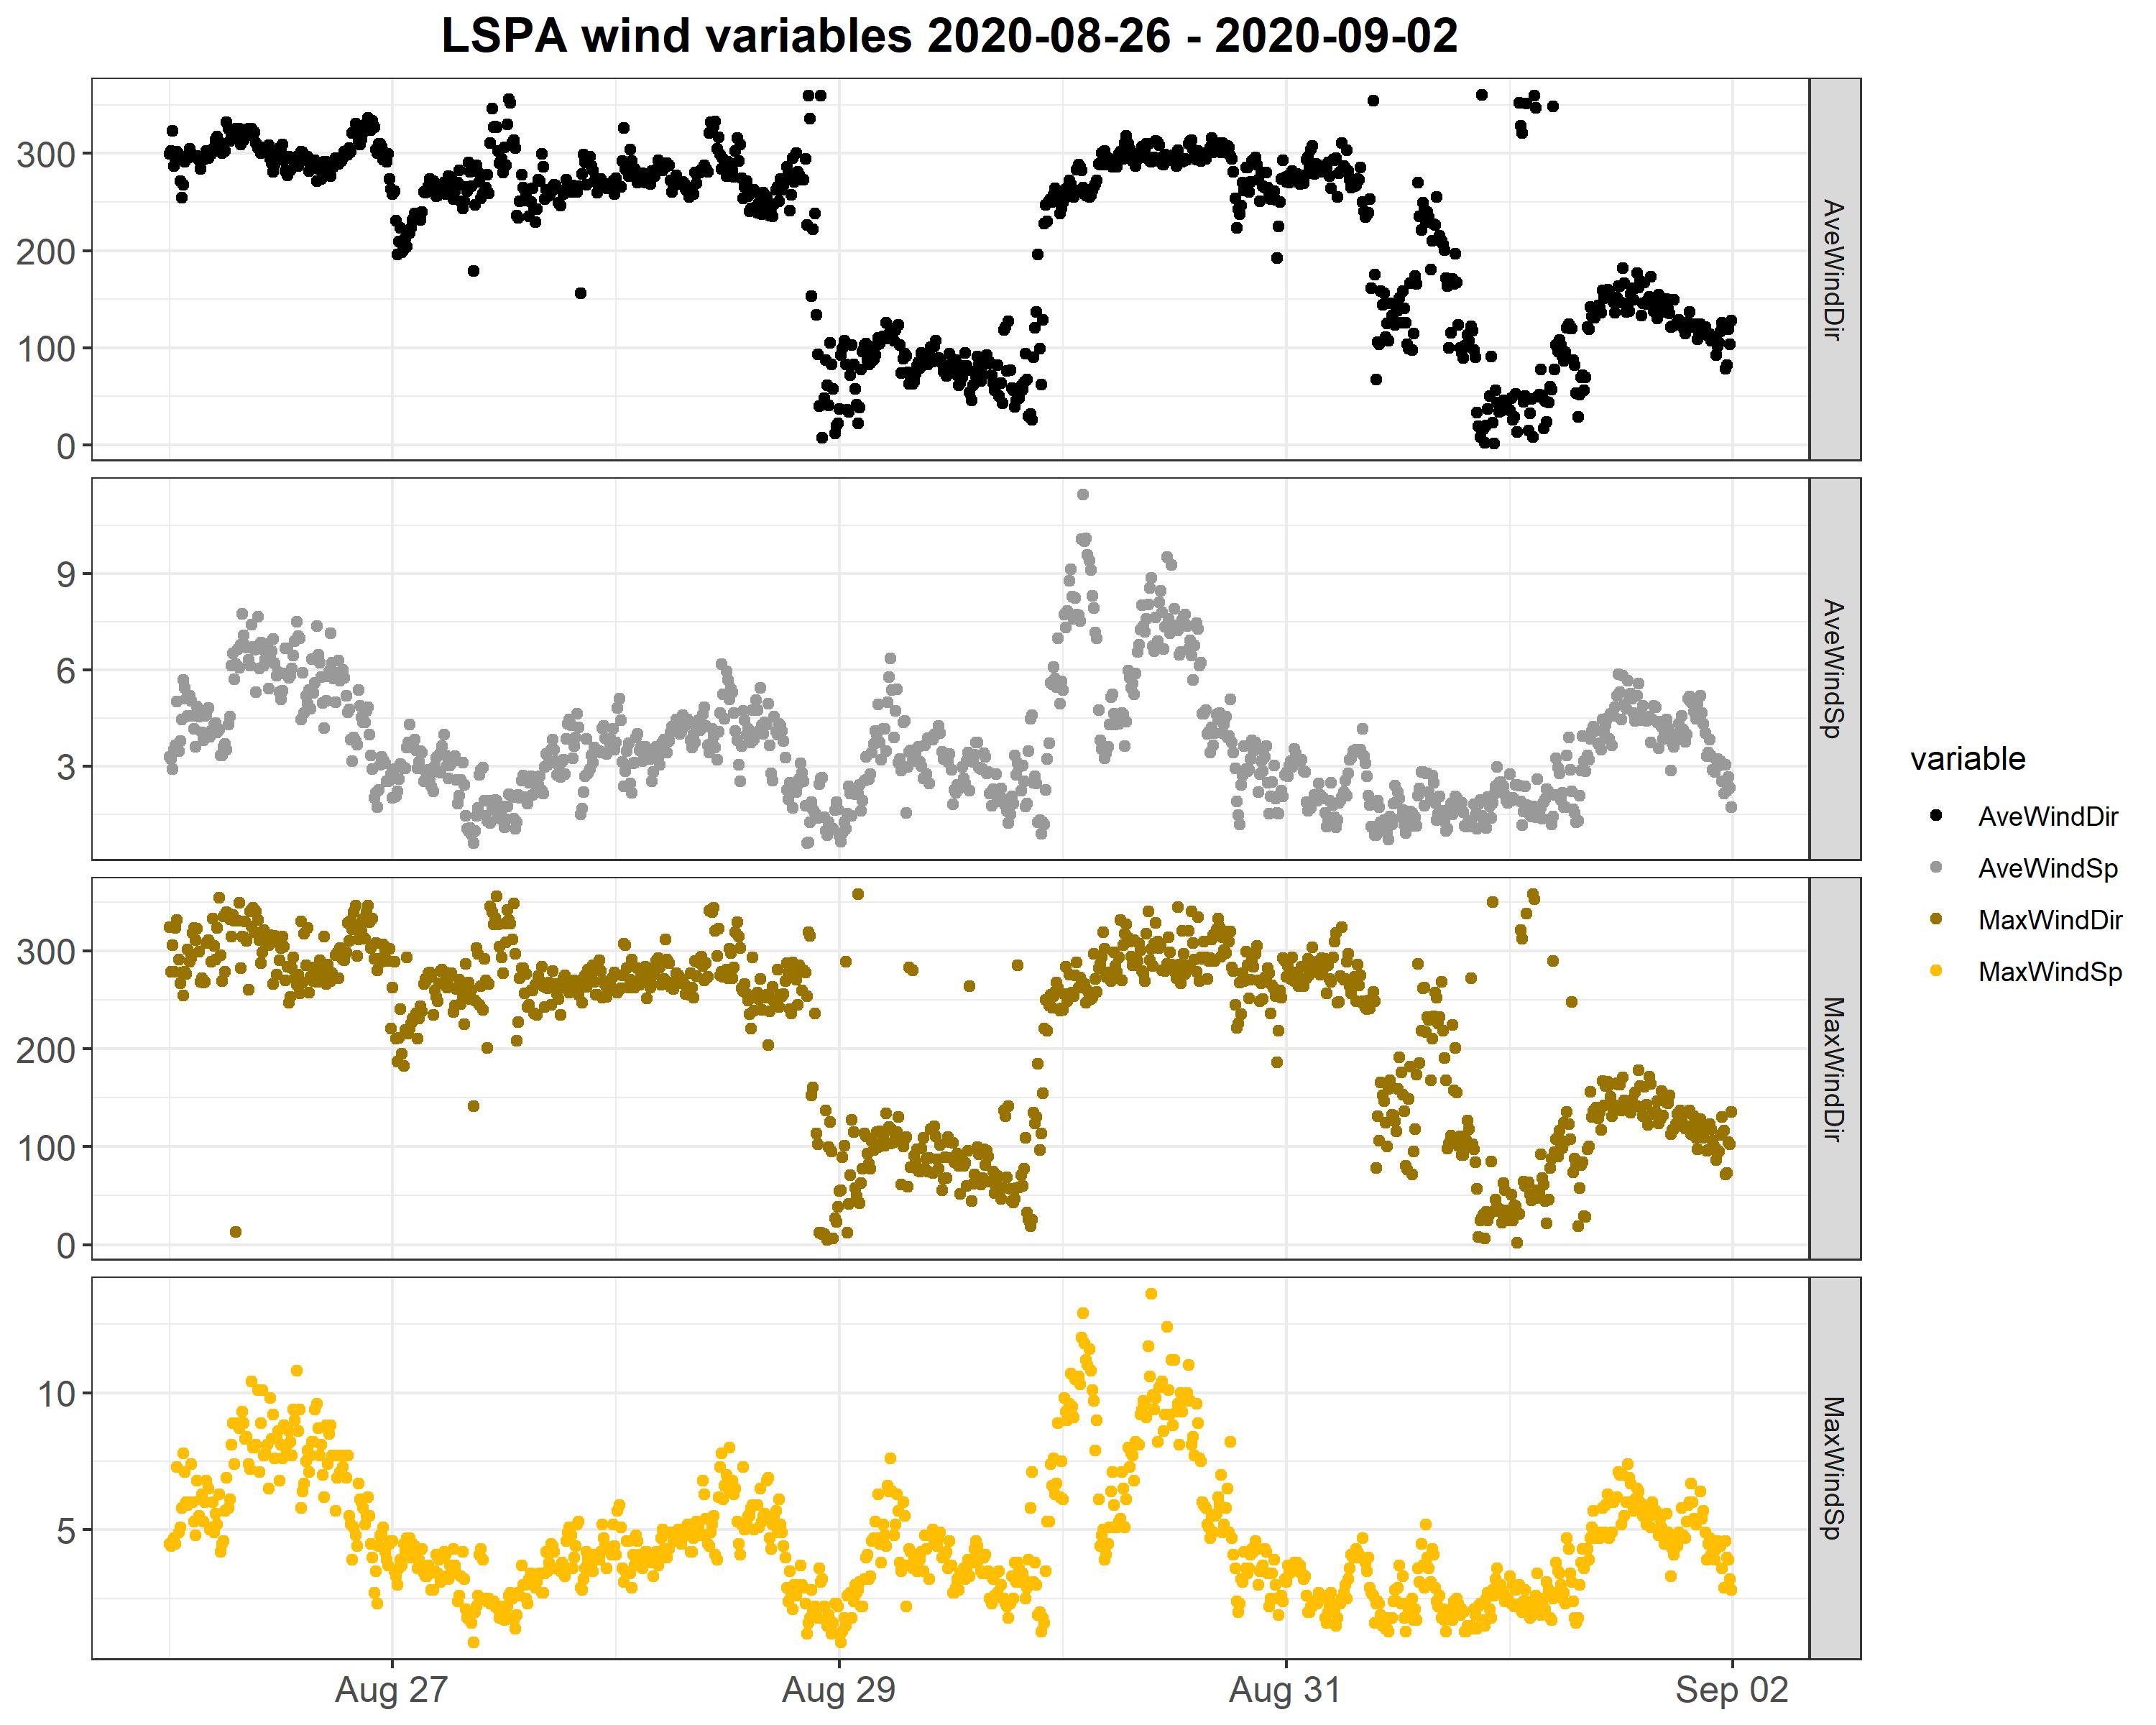 LSPA wind variables 2020-08-26 - 2020-09-02
300
200
100
0
AveWindDir
9
6
3
AveWindSp
300
200
100
0
MaxWindDir
10
5
MaxWindSp
Aug 27
Aug 29
Aug 31
Sep 02
variable
AveWindDir
AveWindSp
MaxWindDir
MaxWindSp